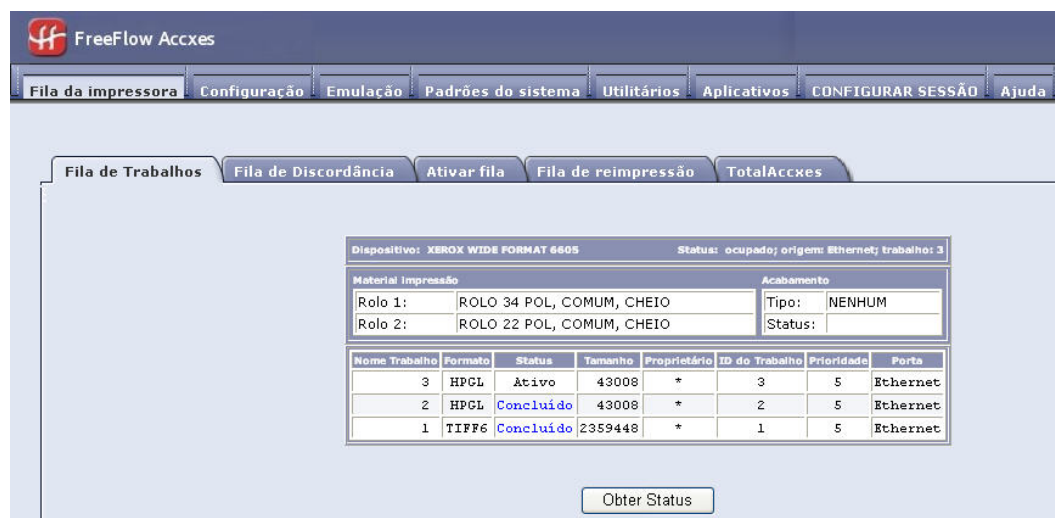 FreeFlow Accxes
Fila da impressora Configuração Emulação Padrões do sistema Utilitários Aplicativos CONFIGURAR SESSÃO Ajuda
Fila de Trabalhos Fila de Discordância Ativar fila Fila de reimpressão TotalAccxes
Dispositivo: XEROX WIDE FORMAT 6605 Status: ocupado; origem: Ethernet; trabalho: 3
Material Impressão Acabamento
Rolo 1: ROLO 34 POL, COMUM, CHEIO Tipo: NENHUM
Rolo 2: ROLO 22 POL, COMUM, CHEIO Status:
Nome Trabalho Formato Status Tamanho Proprietário ID do Trabalho Prioridade Porta
3 HPGL Ativo 43008 * 3 5 Ethernet
2 HPGL Concluído 43008 * 2 5 Ethernet
1 TIFF6 Concluído 2359448 * 1 5 Ethernet
Obter Status